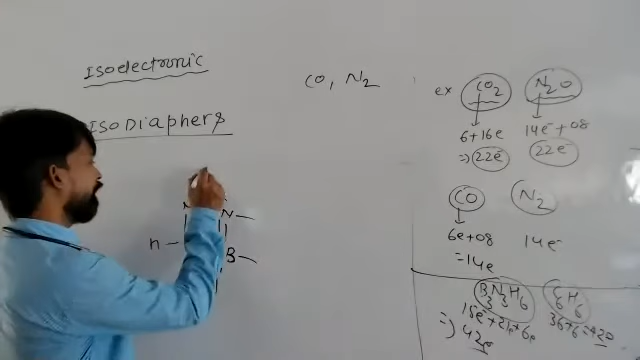 Isoelectronic
CO, N2
ISODIaphers
ex CO2 N2O
6+16e 14e+08
=) 22e 22e
CO N2
6e+08 14e
=14e
B3N3H6 C6H6
15e+21e+6e 36+6=420
=) 42e
N
N
n
B